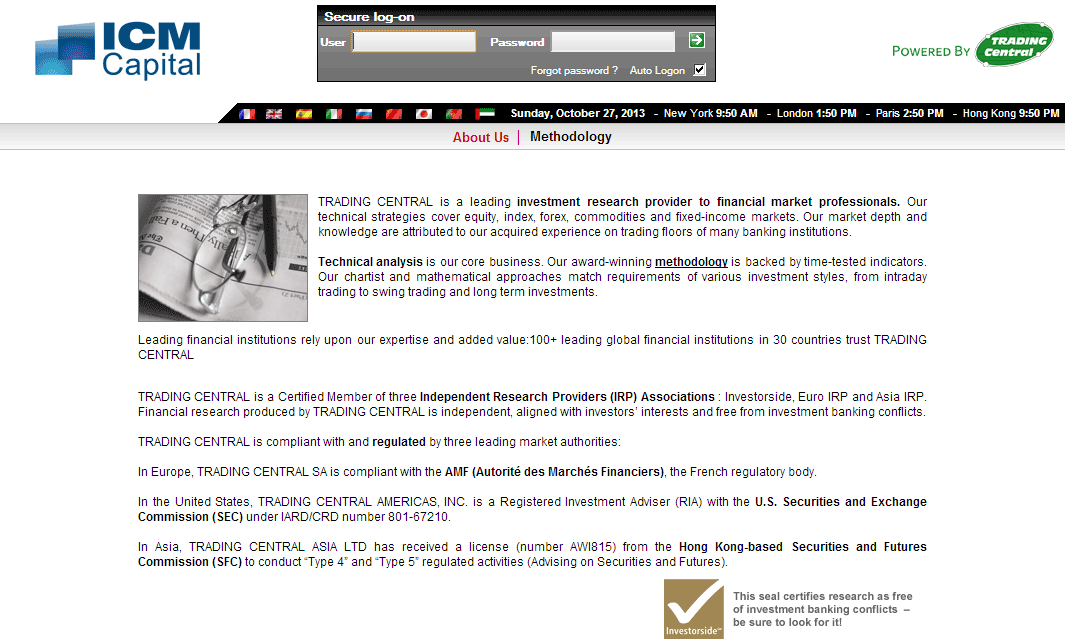 ICM
Capital
Secure log-on
User
Password
Forgot password ?
Auto Logon
POWERED BY
TRADING
Central
Sunday, October 27, 2013 - New York 9:50 AM - London 1:50 PM - Paris 2:50 PM - Hong Kong 9:50 PM
About Us | Methodology
TRADING CENTRAL is a leading investment research provider to financial market professionals. Our
technical strategies cover equity, index, forex, commodities and fixed-income markets. Our market depth and
knowledge are attributed to our acquired experience on trading floors of many banking institutions.
Technical analysis is our core business. Our award-winning methodology is backed by time-tested indicators.
Our chartist and mathematical approaches match requirements of various investment styles, from intraday
trading to swing trading and long term investments.
Leading financial institutions rely upon our expertise and added value:100+ leading global financial institutions in 30 countries trust TRADING
CENTRAL
TRADING CENTRAL is a Certified Member of three Independent Research Providers (IRP) Associations : Investorside, Euro IRP and Asia IRP.
Financial research produced by TRADING CENTRAL is independent, aligned with investors' interests and free from investment banking conflicts.
TRADING CENTRAL is compliant with and regulated by three leading market authorities:
In Europe, TRADING CENTRAL SA is compliant with the AMF (Autorité des Marchés Financiers), the French regulatory body.
In the United States, TRADING CENTRAL AMERICAS, INC. is a Registered Investment Adviser (RIA) with the U.S. Securities and Exchange
Commission (SEC) under IARD/CRD number 801-67210.
In Asia, TRADING CENTRAL ASIA LTD has received a license (number AWI815) from the Hong Kong-based Securities and Futures
Commission (SFC) to conduct “Type 4” and “Type 5” regulated activities (Advising on Securities and Futures).
Investorside
This seal certifies research as free
of investment banking conflicts –
be sure to look for it!